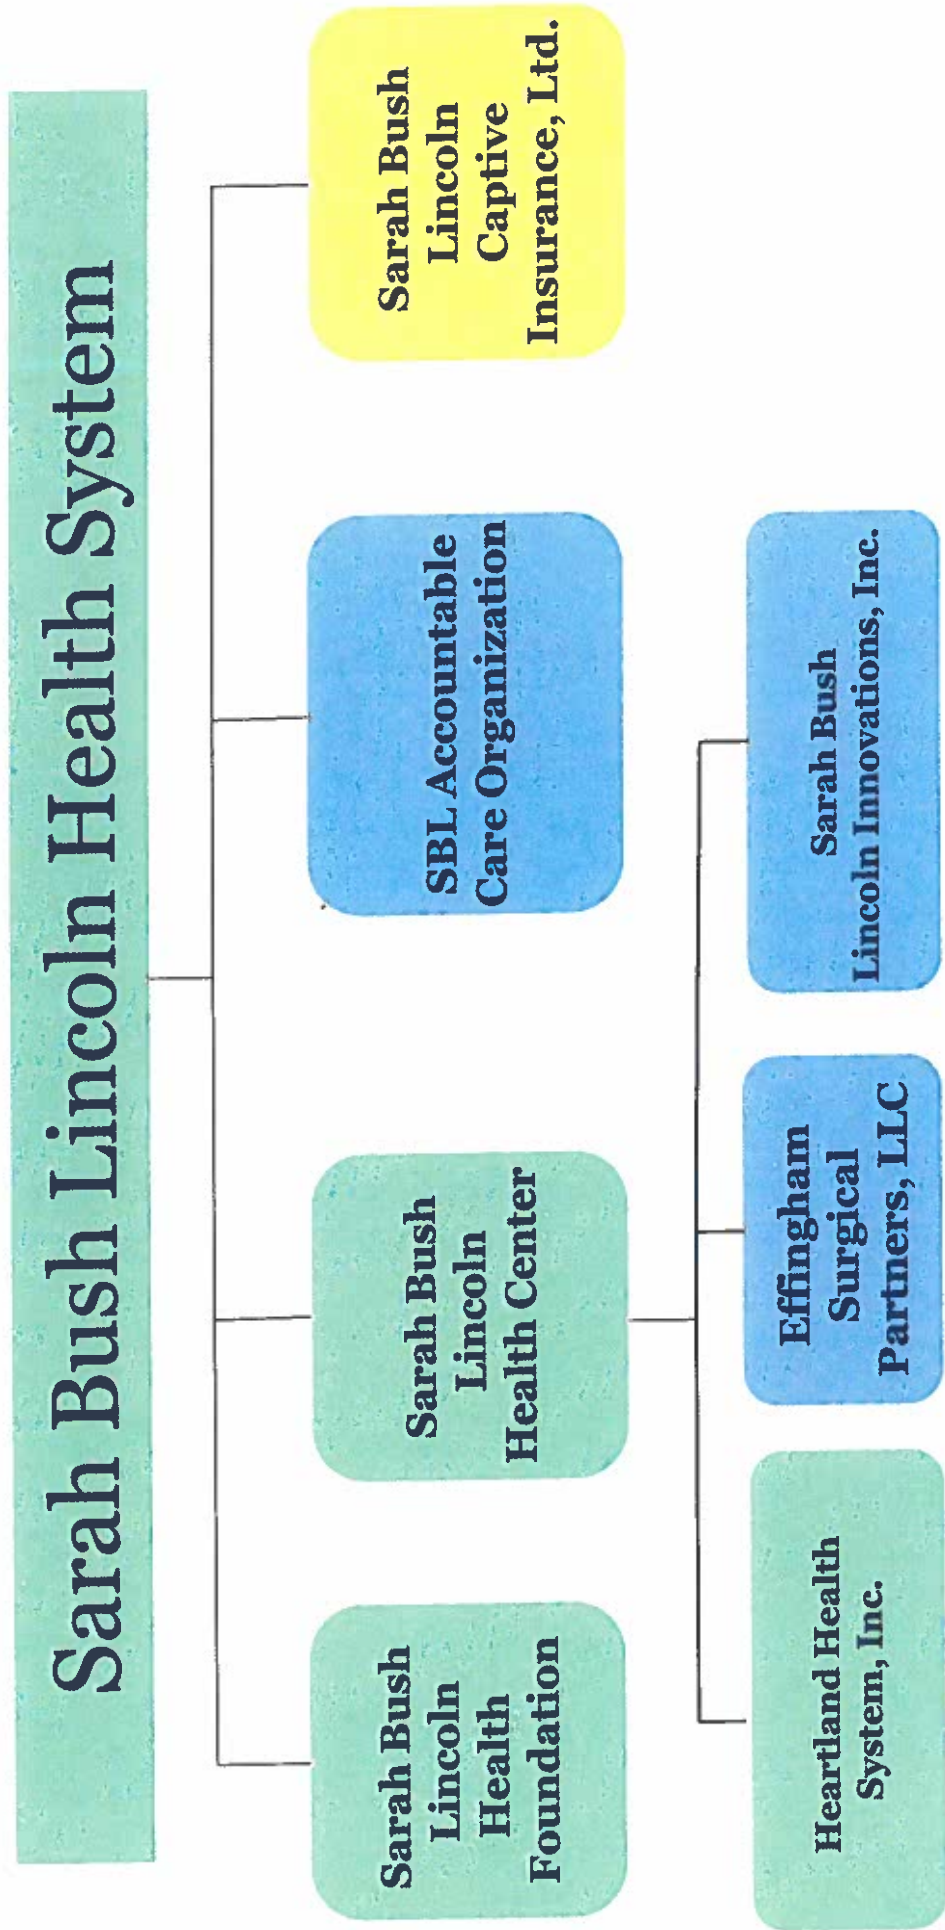 Sarah Bush Lincoln Health System
Sarah Bush
Lincoln
Health
Foundation
Sarah Bush
Lincoln
Health Center
SBL Accountable
Care Organization
Sarah Bush
Lincoln
Captive
Insurance, Ltd.
Heartland Health
System, Inc.
Effingham
Surgical
Partners, LLC
Sarah Bush
Lincoln Innovations, Inc.